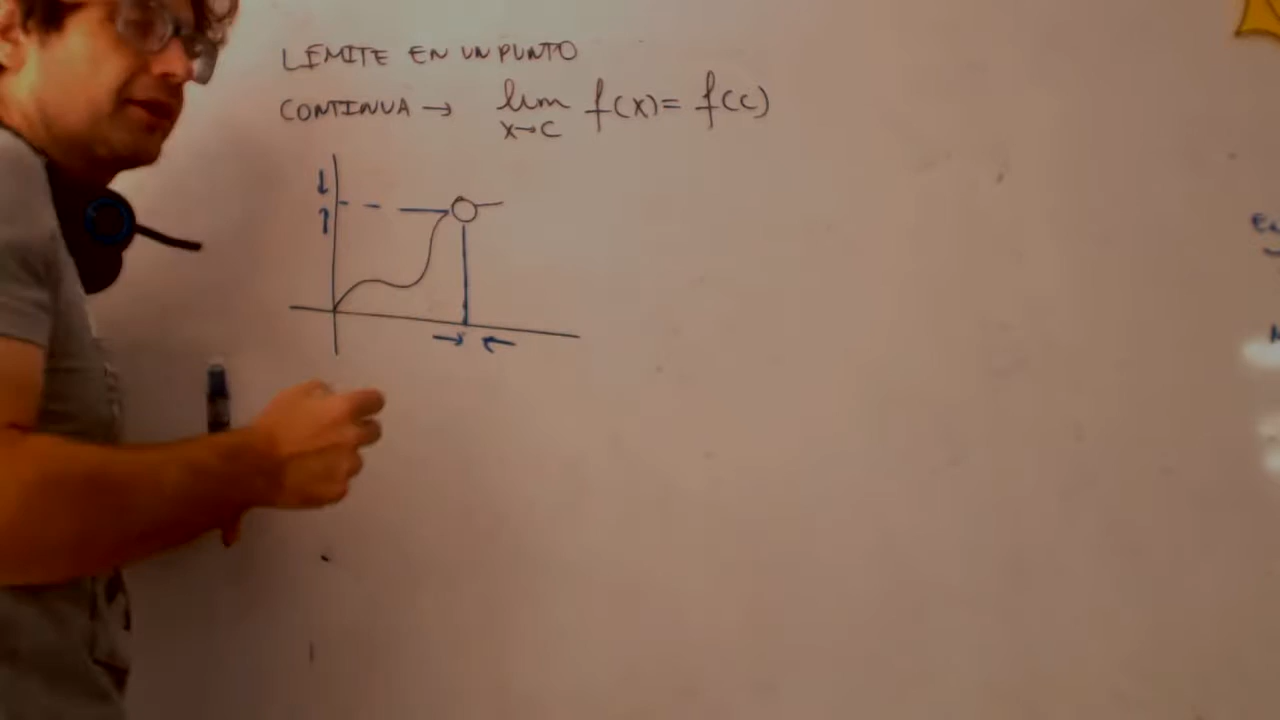 LÍMITE EN UN PUNTO
CONTINUA → lim x→c f(x) = f(c)